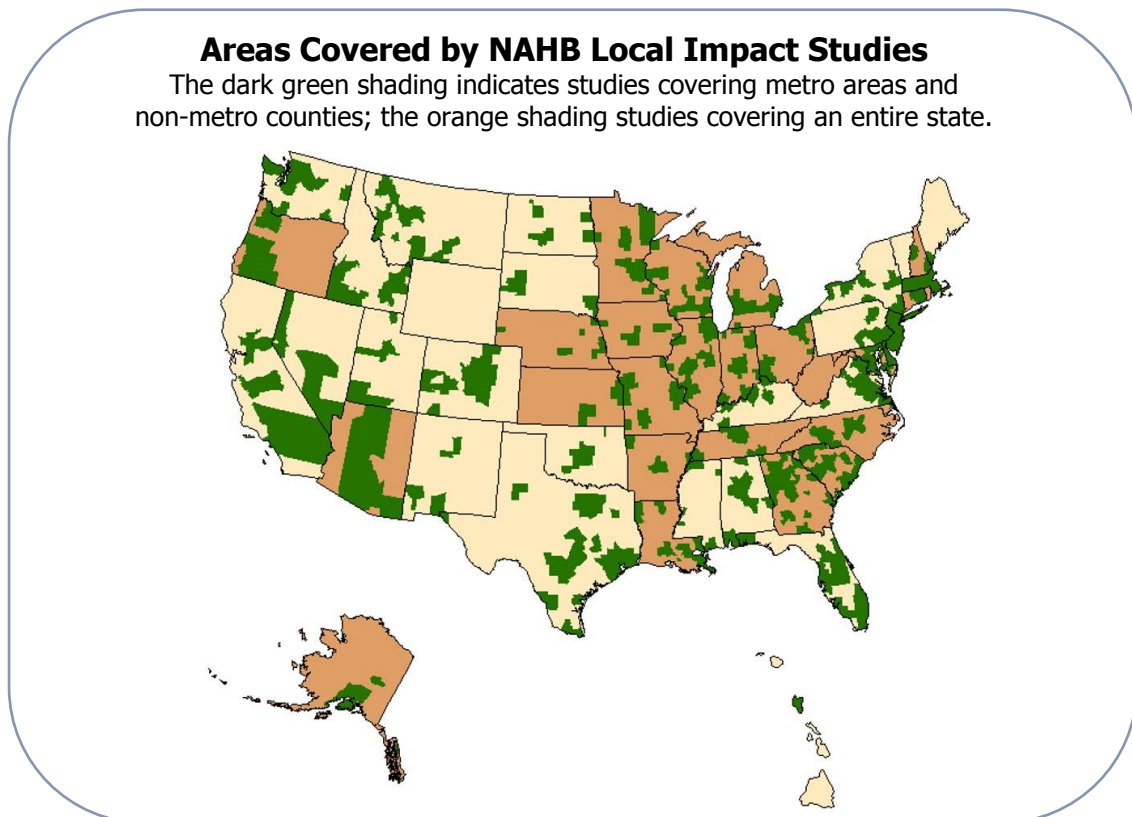 Areas Covered by NAHB Local Impact Studies
The dark green shading indicates studies covering metro areas and
non-metro counties; the orange shading studies covering an entire state.